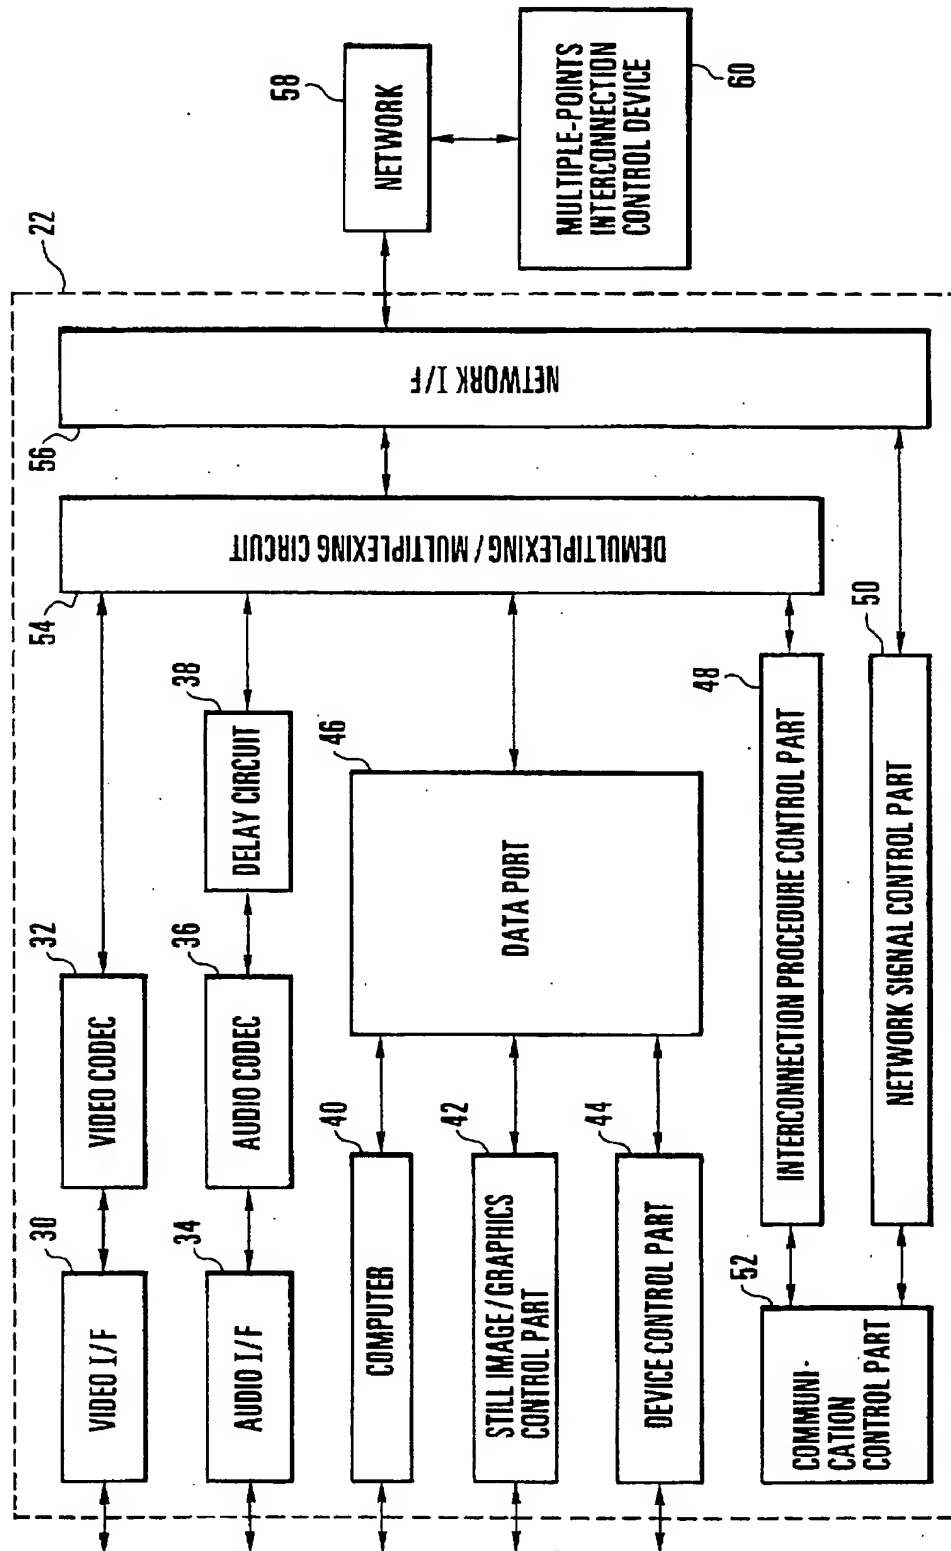 22
30
VIDEO I/F
32
VIDEO CODEC
34
AUDIO I/F
36
AUDIO CODEC
38
DELAY CIRCUIT
40
COMPUTER
42
STILL IMAGE/GRAPHICS
CONTROL PART
44
DEVICE CONTROL PART
46
DATA PORT
52
COMMUNI-
CATION
CONTROL PART
48
INTERCONNECTION PROCEDURE CONTROL PART
50
NETWORK SIGNAL CONTROL PART
54
DEMULTIPLEXING/MULTIPLEXING CIRCUIT
56
NETWORK I/F
58
NETWORK
MULTIPLE-POINTS
INTERCONNECTION
CONTROL DEVICE
60